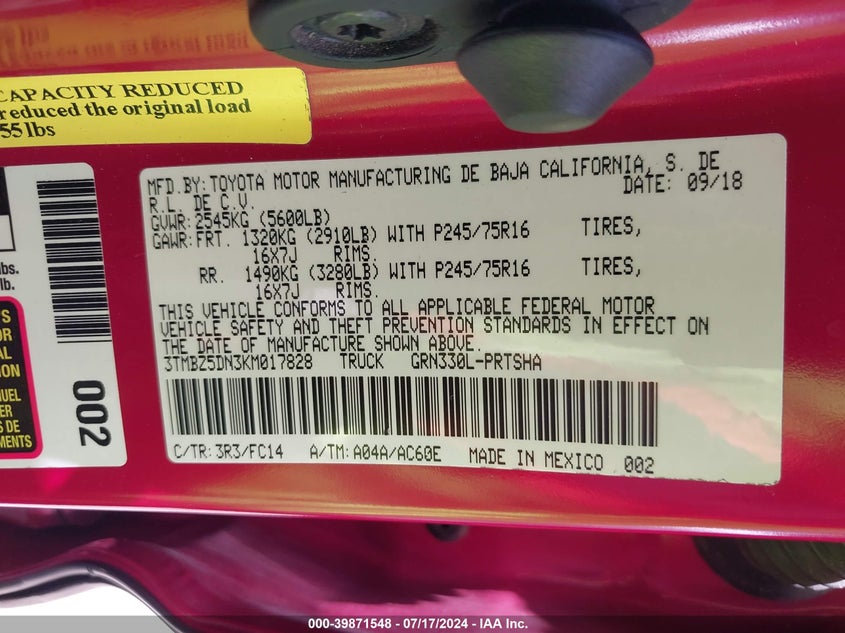 CAPACITY REDUCED
reduced the original load
55 lbs
MFD.BY: TOYOTA MOTOR MANUFACTURING DE BAJA CALIFORNIA, S. DE
R.L. DE C.V. DATE: 09/18
GVWR: 2545KG (5600LB)
GAWR: FRT. 1320KG (2910LB) WITH P245/75R16 TIRES,
16X7J RIMS.
RR. 1490KG (3280LB) WITH P245/75R16 TIRES,
16X7J RIMS.
THIS VEHICLE CONFORMS TO ALL APPLICABLE FEDERAL MOTOR
VEHICLE SAFETY AND THEFT PREVENTION STANDARDS IN EFFECT ON
THE DATE OF MANUFACTURE SHOWN ABOVE.
3TMBZ5DN3KM017828 TRUCK GRN330L-PRTSHA
C/TR: 3R3/FC14 A/TM: A04A/AC60E MADE IN MEXICO 002
lbs.
lb.
002
DE
000-39871548 - 07/17/2024 - IAA Inc.